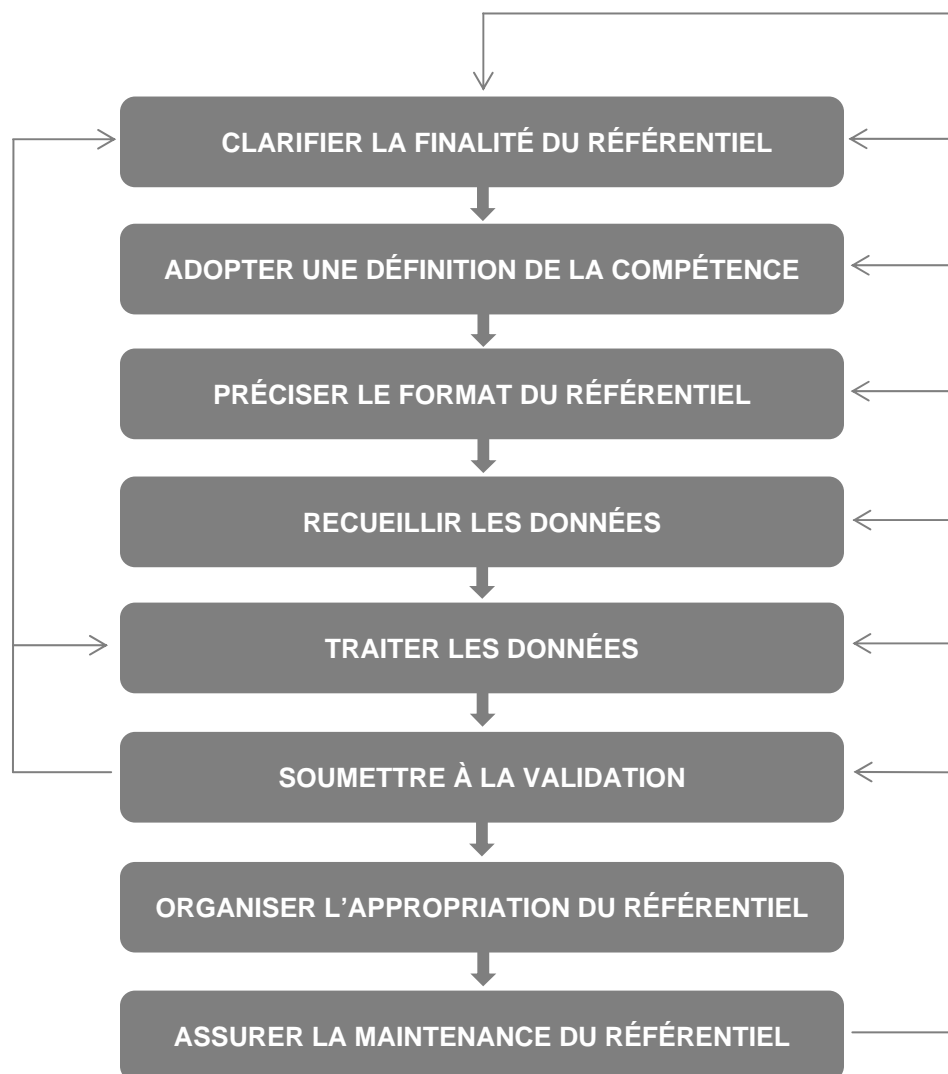 CLARIFIER LA FINALITÉ DU RÉFÉRENTIEL
ADOPTER UNE DÉFINITION DE LA COMPÉTENCE
PRÉCISER LE FORMAT DU RÉFÉRENTIEL
RECUEILLIR LES DONNÉES
TRAITER LES DONNÉES
SOUMETTRE À LA VALIDATION
ORGANISER L’APPROPRIATION DU RÉFÉRENTIEL
ASSURER LA MAINTENANCE DU RÉFÉRENTIEL